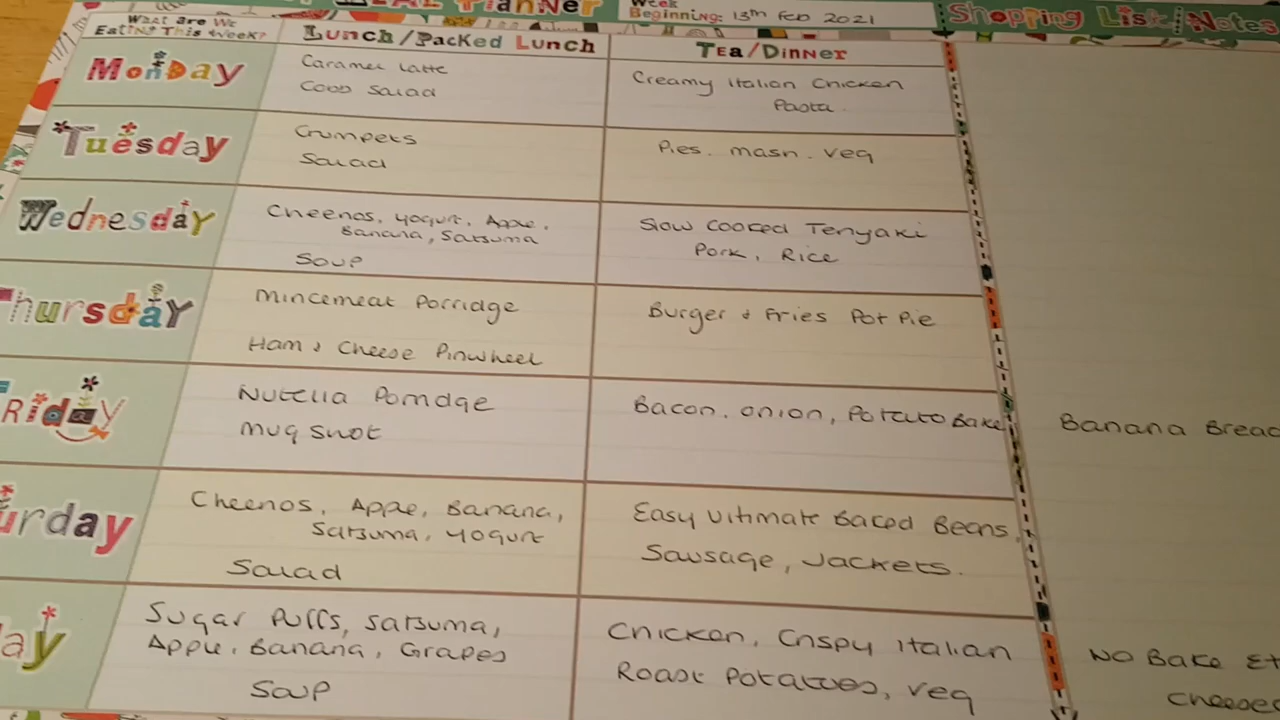 Planner
Week
Beginning: 13th Feb 2021
Shopping List/Notes
What are we
Eating This Week?
Lunch/Packed Lunch
Tea/Dinner
Monday
Caramel Latte
Cobb Salad
Creamy Italian Chicken
Pasta
Tuesday
Crumpets
Salad
Pies. mash. veg
Wednesday
Cheerios, yogurt, Apple,
Banana, Satsuma
Soup
Slow cooked Teriyaki
Pork, Rice
Thursday
Mincemeat Porridge
Ham & Cheese Pinwheel
Burger & Fries Pot Pie
Friday
Nutella Porridge
mug shot
Bacon, onion, Potato Bake
Banana Bread
urday
Cheerios, Apple, Banana,
Satsuma, yogurt
Salad
Easy Ultimate Baked Beans,
Sausage, Jackets.
ay
Sugar Puffs, satsuma,
Apple, Banana, Grapes
Soup
Chicken, Crispy Italian
Roast Potatoes, veg
No Bake
Cheese